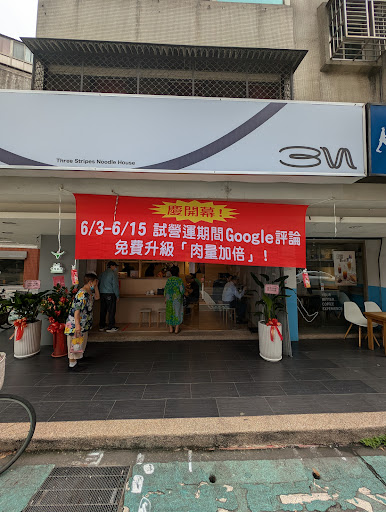 Three Stripes Noodle House
3N
慶開幕!
6/3-6/15 試營運期間Google評論
免費升級「肉量加倍」!